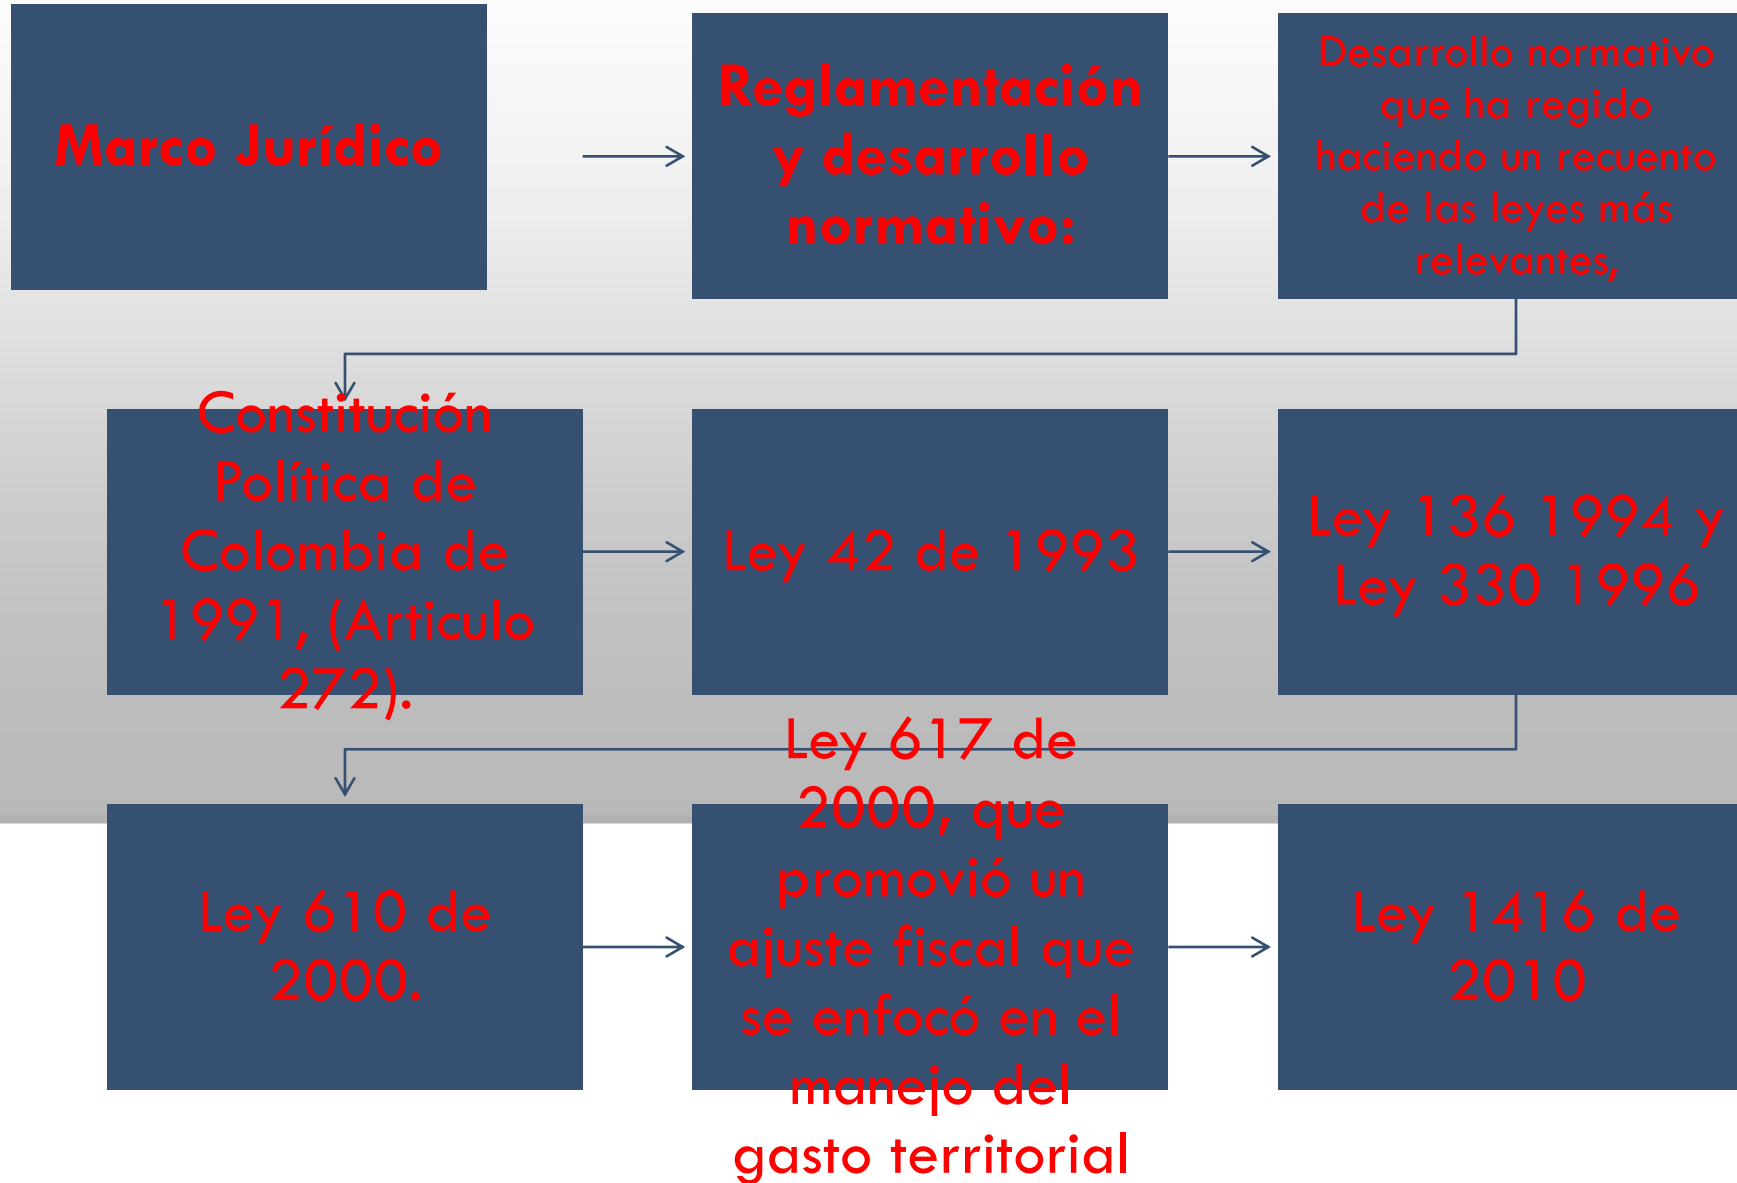 Marco Jurídico
Reglamentación
y desarrollo
normativo:
Desarrollo normativo
que ha regido
haciendo un recuento
de las leyes más
relevantes,
Constitución
Política de
Colombia de
1991, (Articulo
272).
Ley 42 de 1993
Ley 136 1994 y
Ley 330 1996
Ley 610 de
2000.
Ley 617 de
2000, que
promovió un
ajuste fiscal que
se enfocó en el
manejo del
gasto territorial
Ley 1416 de
2010